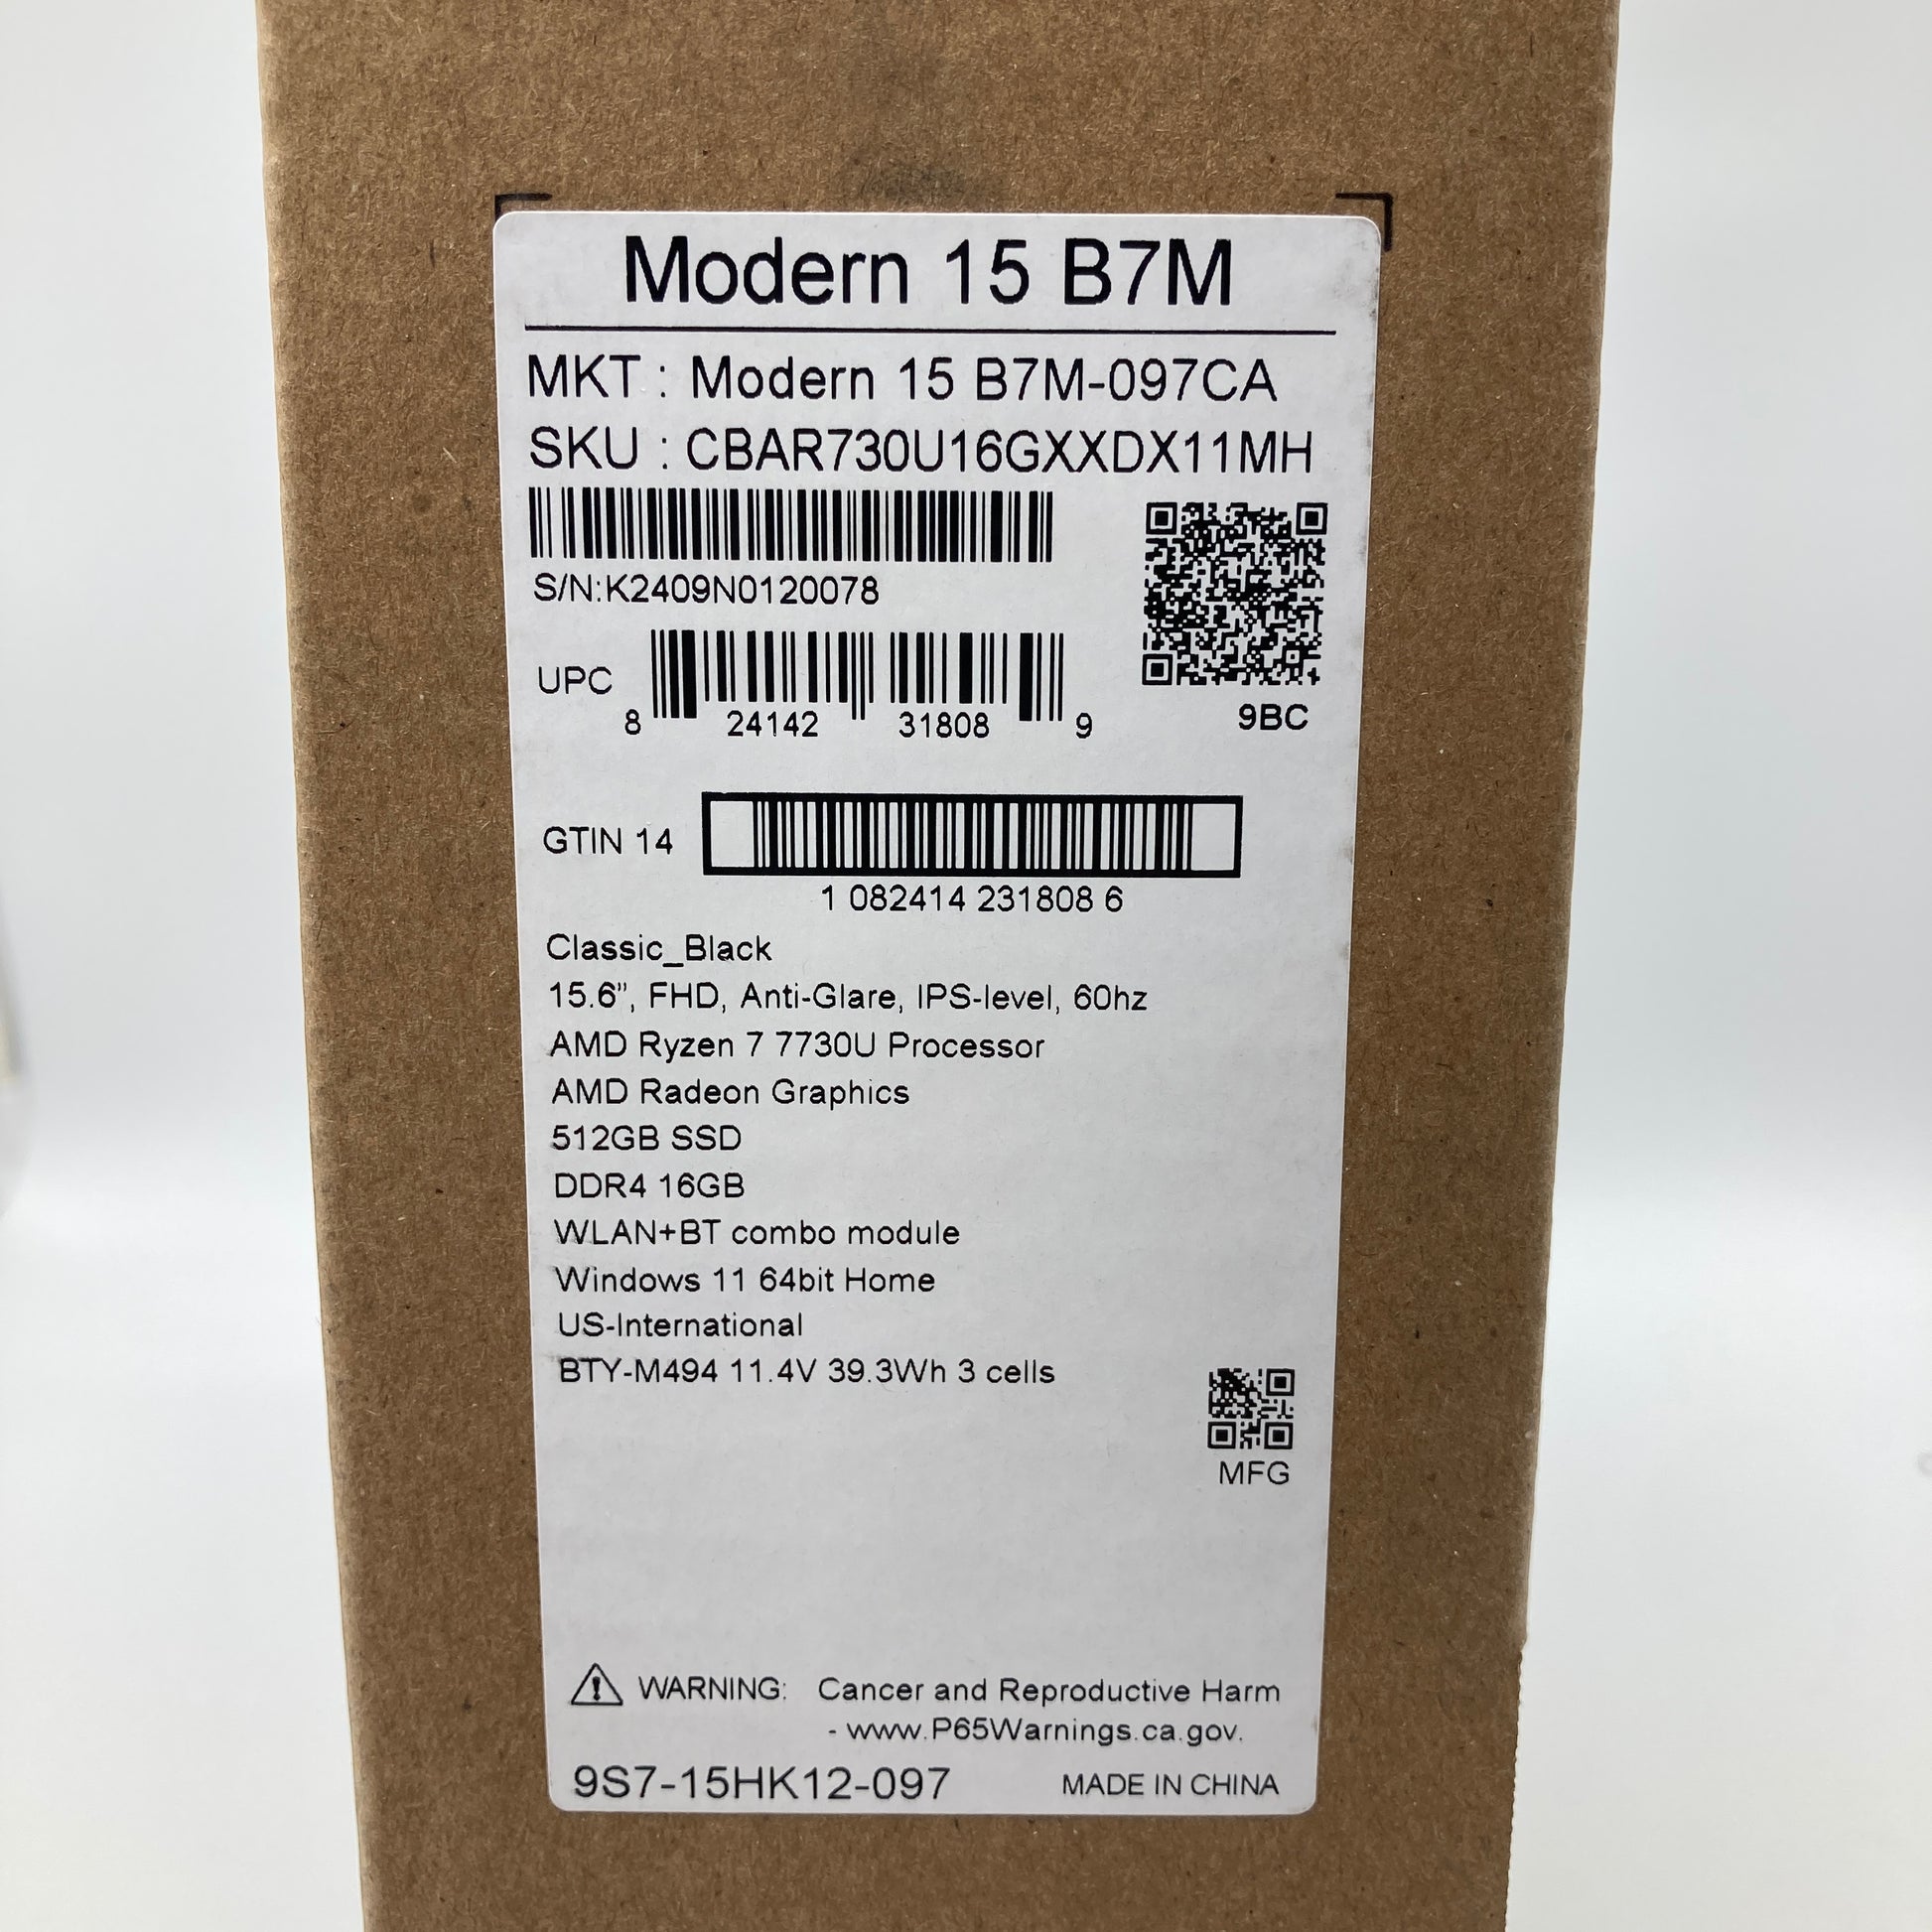 Modern 15 B7M
MKT : Modern 15 B7M-097CA
SKU : CBAR730U16GXXDX11MH
S/N:K2409N0120078
UPC 8 24142 31808 9
9BC
GTIN 14
1 082414 231808 6
Classic_Black
15.6”, FHD, Anti-Glare, IPS-level, 60hz
AMD Ryzen 7 7730U Processor
AMD Radeon Graphics
512GB SSD
DDR4 16GB
WLAN+BT combo module
Windows 11 64bit Home
US-International
BTY-M494 11.4V 39.3Wh 3 cells
MFG
WARNING: Cancer and Reproductive Harm
- www.P65Warnings.ca.gov.
9S7-15HK12-097 MADE IN CHINA